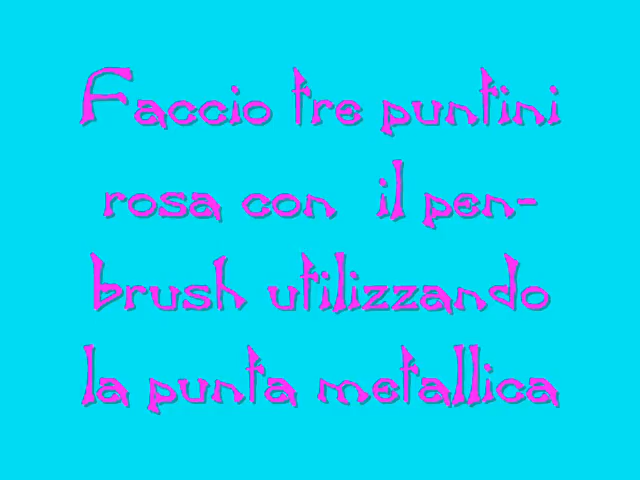 Faccio tre puntini
rosa con il pen-
brush utilizzando
la punta metallica